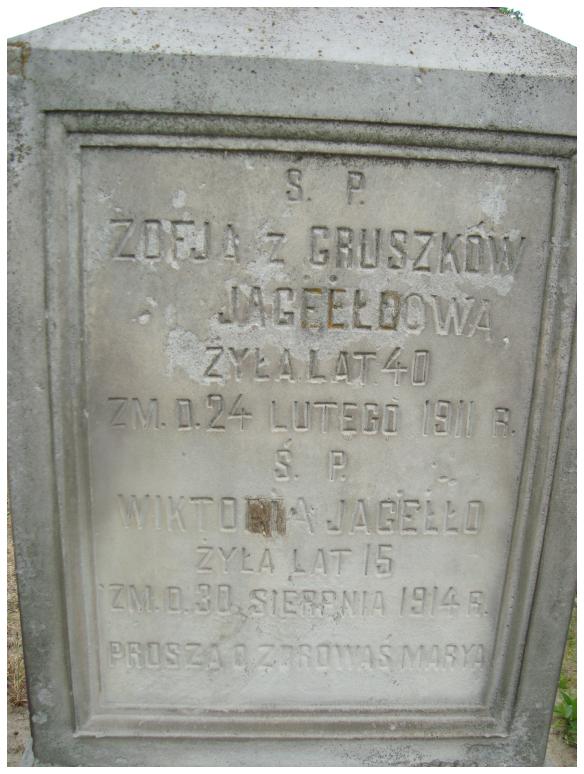 Ś. P.
ZOFJA z GRUSZKÓW
JAGEŁŁOWA
ŻYŁA LAT 40
ZM. D. 24 LUTEGO 1911 R.
Ś. P.
WIKTORIA JAGEŁŁO
ŻYŁA LAT 15
ZM. D. 30 SIERPNIA 1914 R.
PROSZĄ O ZDROWAŚ MARYA